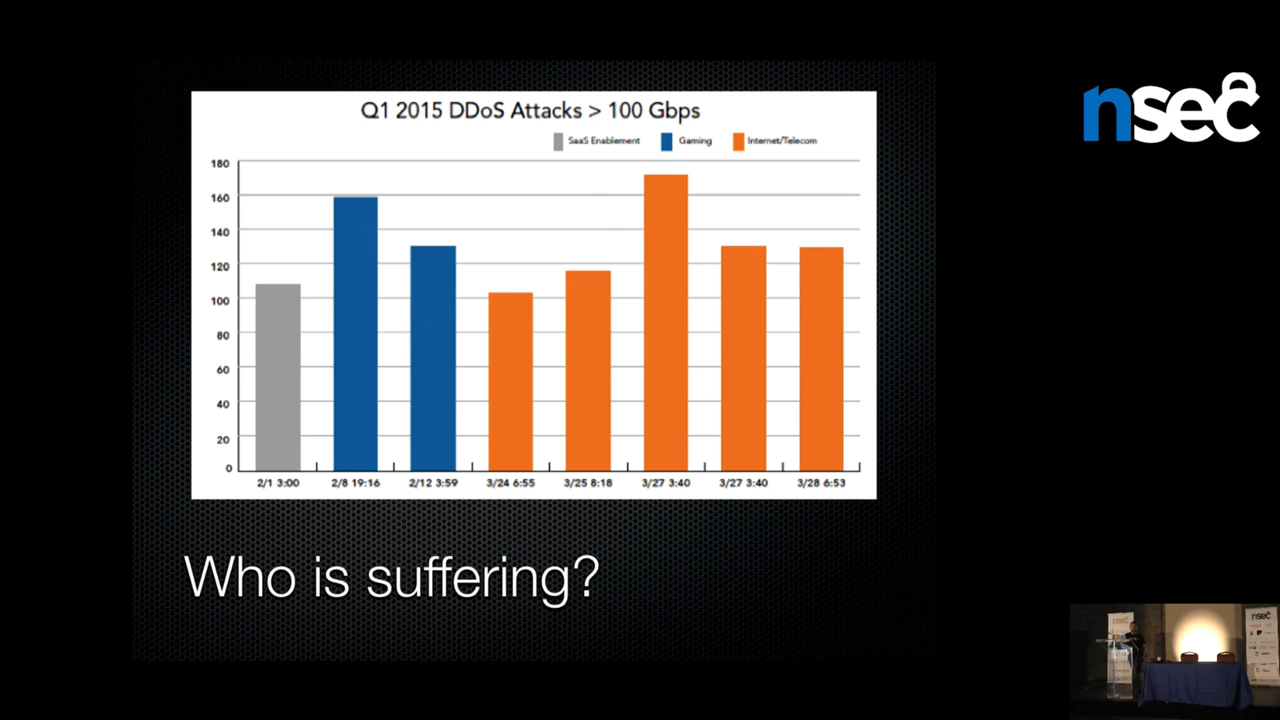 Q1 2015 DDoS Attacks > 100 Gbps
SaaS Enablement Gaming Internet/Telecom
180
160
140
120
100
80
60
40
20
0
2/1 3:00 2/8 19:16 2/12 3:59 3/24 6:55 3/25 8:18 3/27 3:40 3/27 3:40 3/28 6:53
Who is suffering?
nsec
nsec
nsec